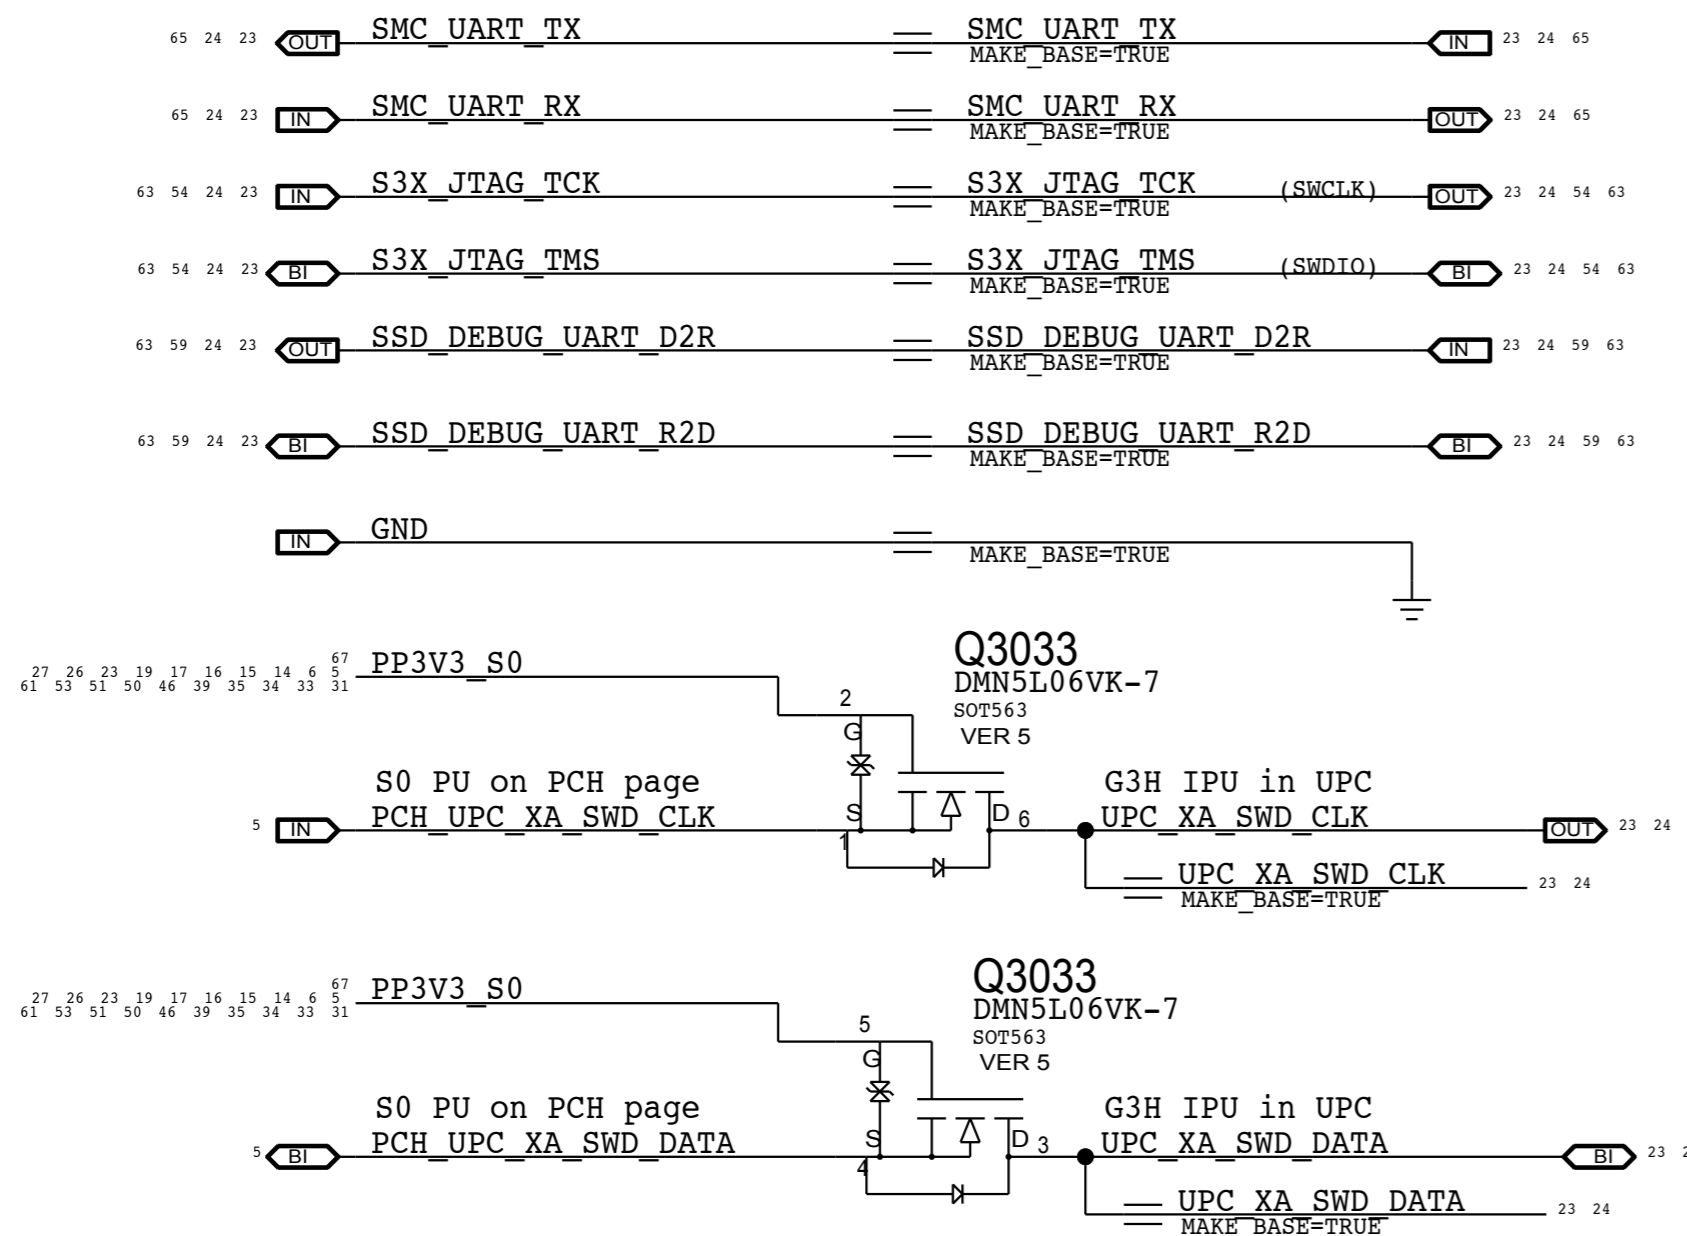 65 24 23 OUT SMC_UART_TX SMC_UART_TX IN 23 24 65
MAKE_BASE=TRUE
65 24 23 IN SMC_UART_RX SMC_UART_RX OUT 23 24 65
MAKE_BASE=TRUE
63 54 24 23 IN S3X_JTAG_TCK S3X_JTAG_TCK (SWCLK) OUT 23 24 54 63
MAKE_BASE=TRUE
63 54 24 23 BI S3X_JTAG_TMS S3X_JTAG_TMS (SWDIO) BI 23 24 54 63
MAKE_BASE=TRUE
63 59 24 23 OUT SSD_DEBUG_UART_D2R SSD_DEBUG_UART_D2R IN 23 24 59 63
MAKE_BASE=TRUE
63 59 24 23 BI SSD_DEBUG_UART_R2D SSD_DEBUG_UART_R2D BI 23 24 59 63
MAKE_BASE=TRUE
IN GND
MAKE_BASE=TRUE
Q3033
DMN5L06VK-7
SOT563
VER 5
67
27 26 23 19 17 16 15 14 6 5
61 53 51 50 46 39 35 34 33 31
PP3V3_S0
2
G
S0 PU on PCH page
G3H IPU in UPC
5 IN PCH_UPC_XA_SWD_CLK S 1 D 6 UPC_XA_SWD_CLK OUT 23 24
UPC_XA_SWD_CLK 23 24
MAKE_BASE=TRUE
Q3033
DMN5L06VK-7
SOT563
VER 5
67
27 26 23 19 17 16 15 14 6 5
61 53 51 50 46 39 35 34 33 31
PP3V3_S0
5
G
S0 PU on PCH page
G3H IPU in UPC
5 BI PCH_UPC_XA_SWD_DATA S 4 D 3 UPC_XA_SWD_DATA BI 23
UPC_XA_SWD_DATA 23 24
MAKE_BASE=TRUE